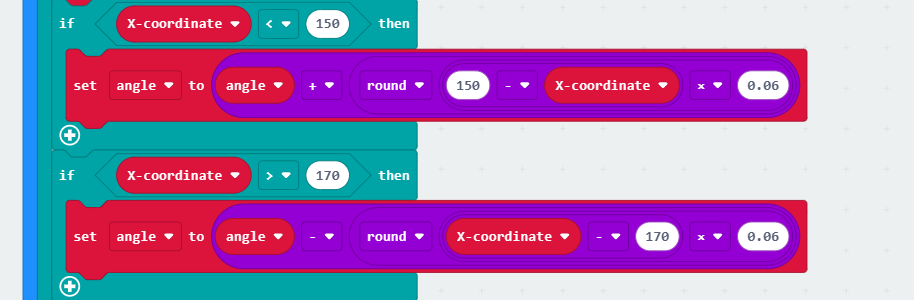 if X-coordinate < 150 then
set angle to angle + round 150 - X-coordinate × 0.06
if X-coordinate > 170 then
set angle to angle - round X-coordinate - 170 × 0.06